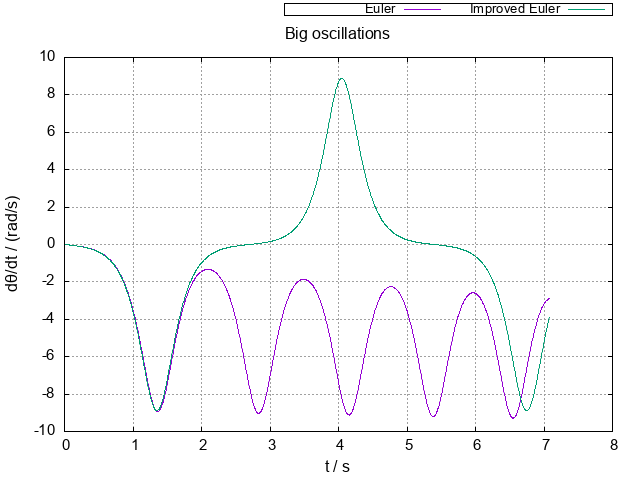 Euler Improved Euler
Big oscillations
10
8
6
4
2
0
-2
-4
-6
-8
-10
dθ/dt / (rad/s)
0 1 2 3 4 5 6 7 8
t / s